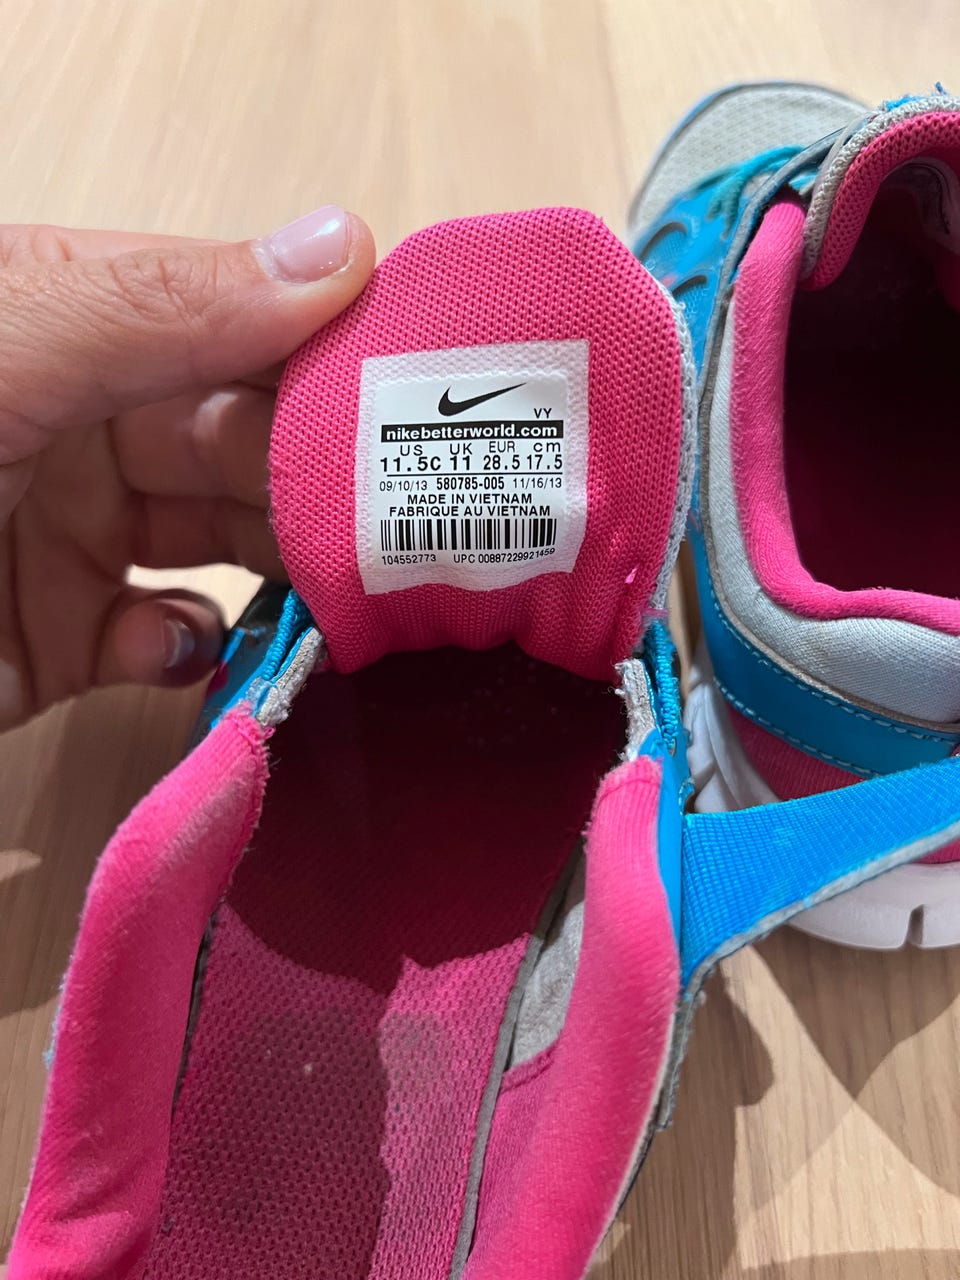 VY
nikebetterworld.com
US UK EUR cm
11.5C 11 28.5 17.5
09/10/13 580785-005 11/16/13
MADE IN VIETNAM
FABRIQUE AU VIETNAM
104552773 UPC 00887229921459